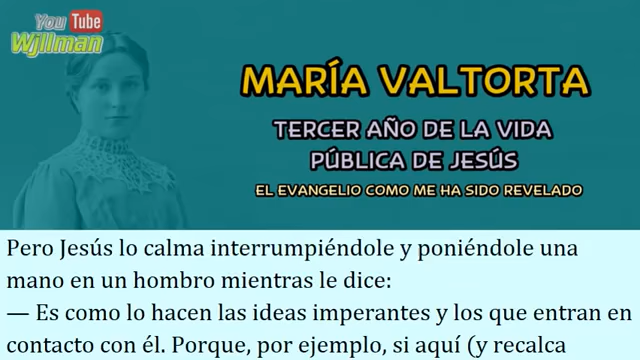 You Tube
Wjllman
MARÍA VALTORTA
TERCER AÑO DE LA VIDA
PÚBLICA DE JESÚS
EL EVANGELIO COMO ME HA SIDO REVELADO
Pero Jesús lo calma interrumpiéndole y poniéndole una
mano en un hombro mientras le dice:
— Es como lo hacen las ideas imperantes y los que entran en
contacto con él. Porque, por ejemplo, si aquí (y recalca